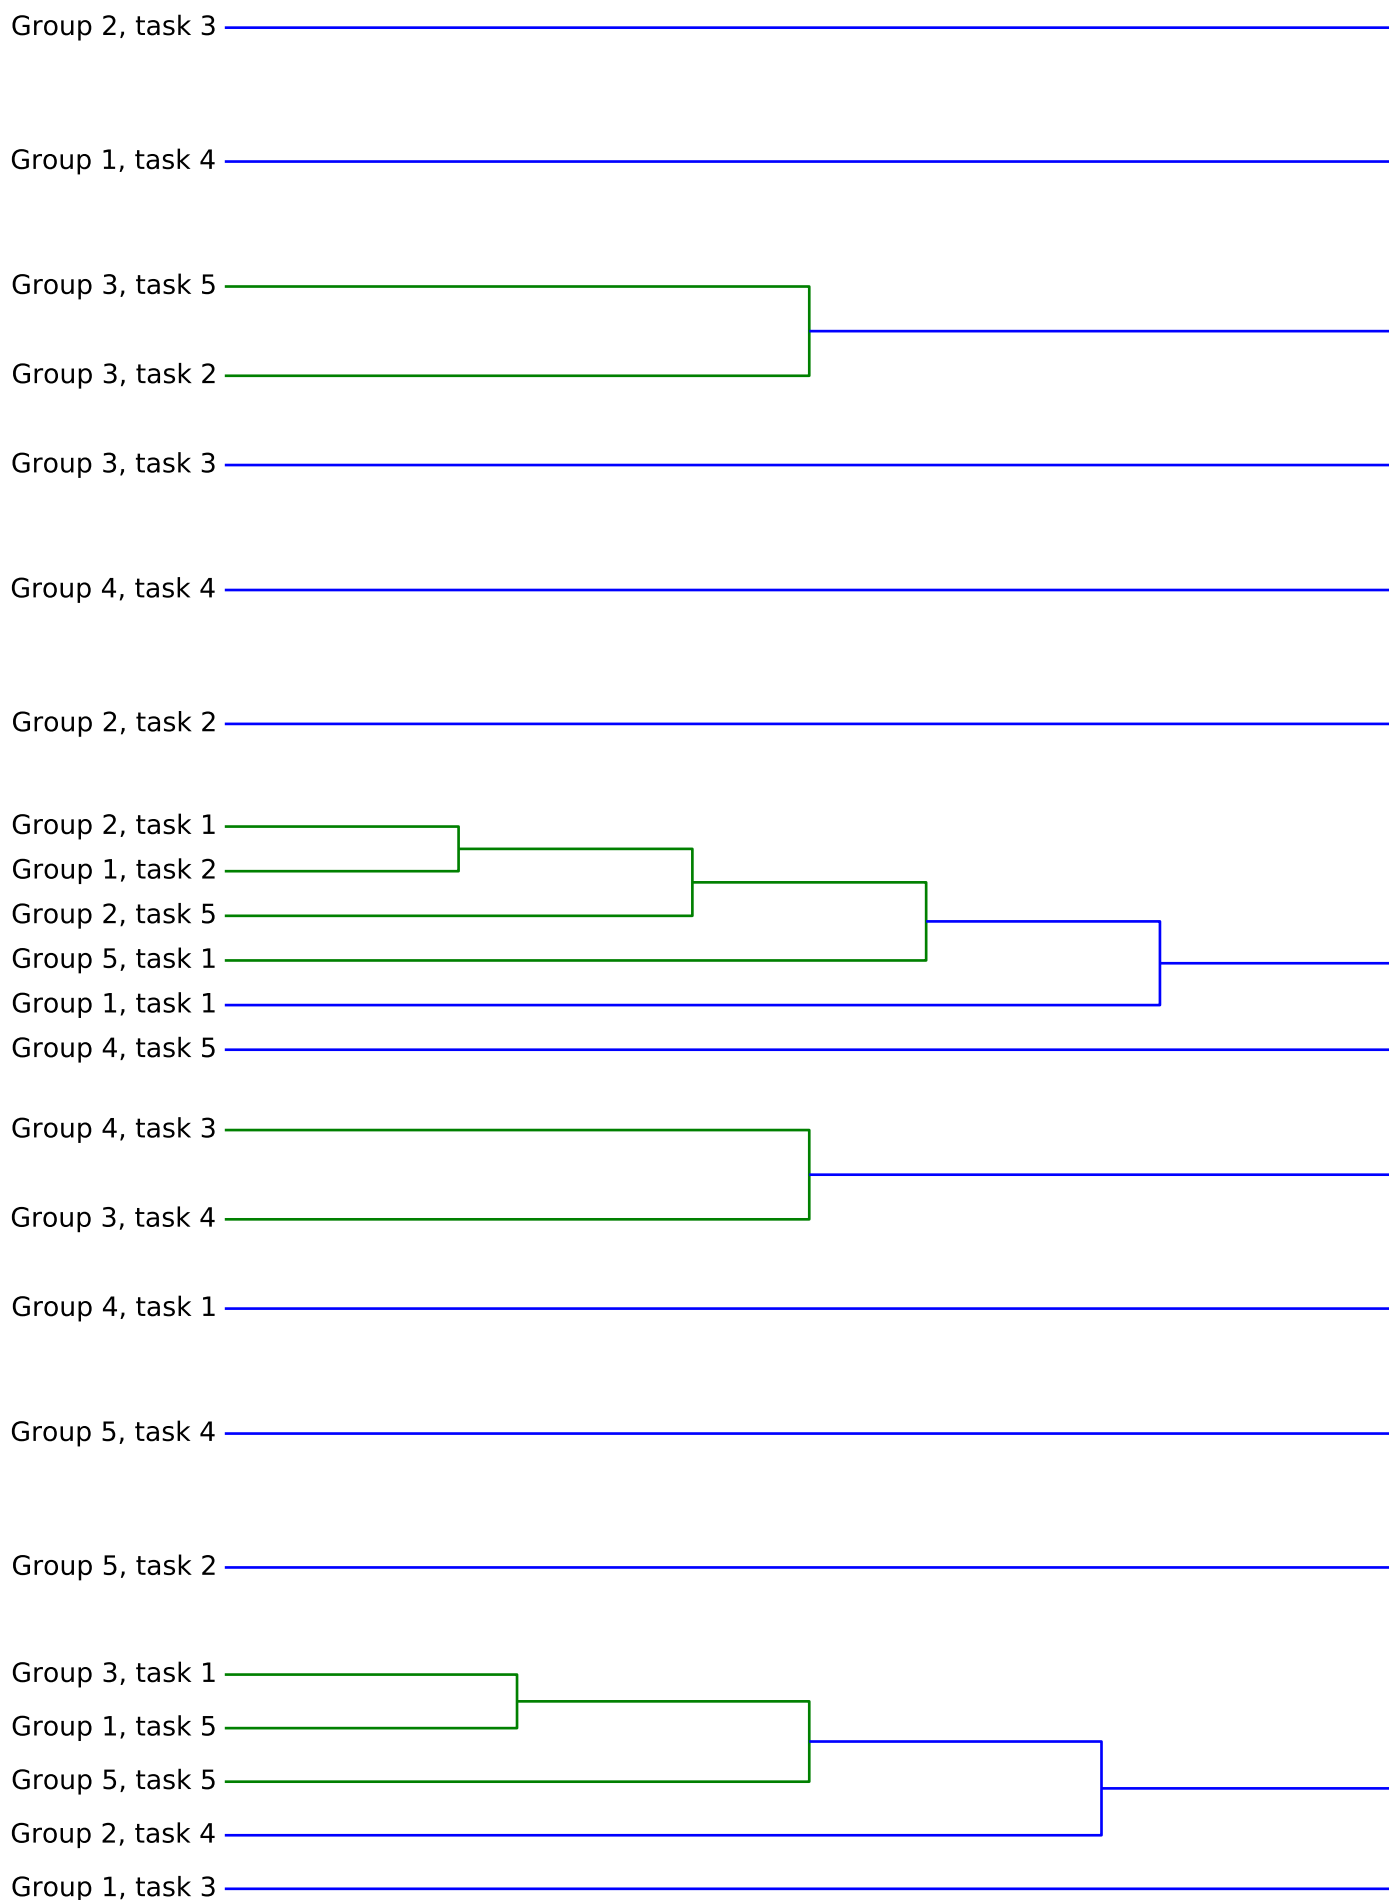 Group 2, task 3
Group 1, task 4
Group 3, task 5
Group 3, task 2
Group 3, task 3
Group 4, task 4
Group 2, task 2
Group 2, task 1
Group 1, task 2
Group 2, task 5
Group 5, task 1
Group 1, task 1
Group 4, task 5
Group 4, task 3
Group 3, task 4
Group 4, task 1
Group 5, task 4
Group 5, task 2
Group 3, task 1
Group 1, task 5
Group 5, task 5
Group 2, task 4
Group 1, task 3